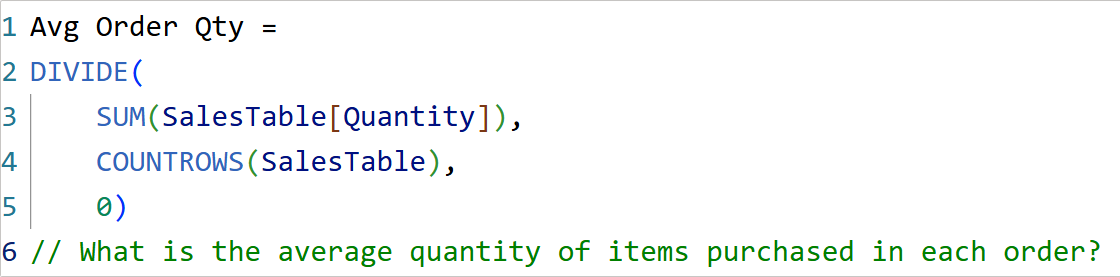 1 Avg Order Qty =
2 DIVIDE(
3 SUM(SalesTable[Quantity]),
4 COUNTROWS(SalesTable),
5 0)
6 // What is the average quantity of items purchased in each order?